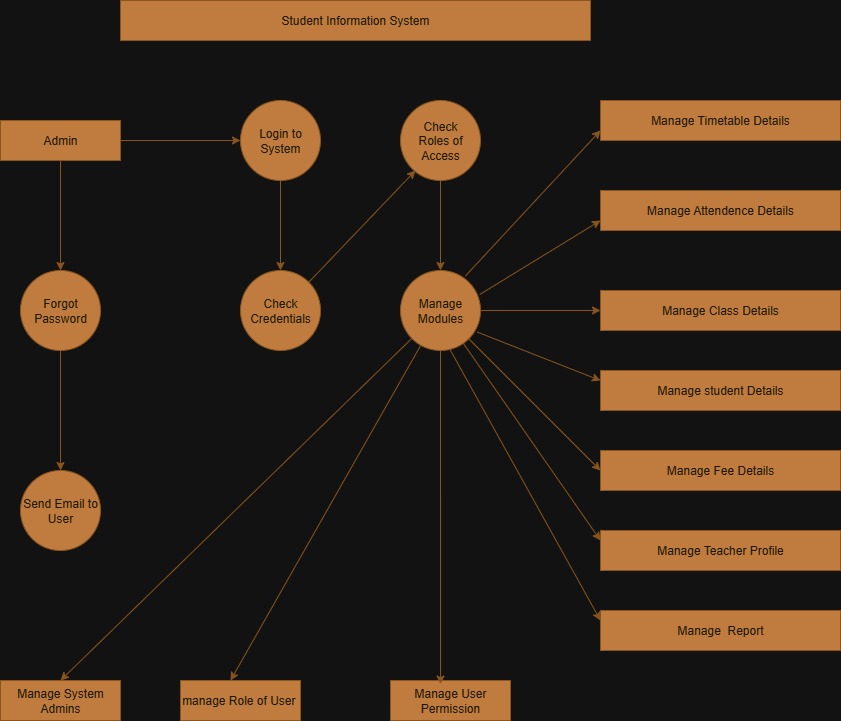 Student Information System
Admin
Login to
System
Check
Roles of
Access
Manage Timetable Details
Manage Attendence Details
Forgot
Password
Check
Credentials
Manage
Modules
Manage Class Details
Manage student Details
Manage Fee Details
Send Email to
User
Manage Teacher Profile
Manage  Report
Manage System
Admins
manage Role of User
Manage User
Permission